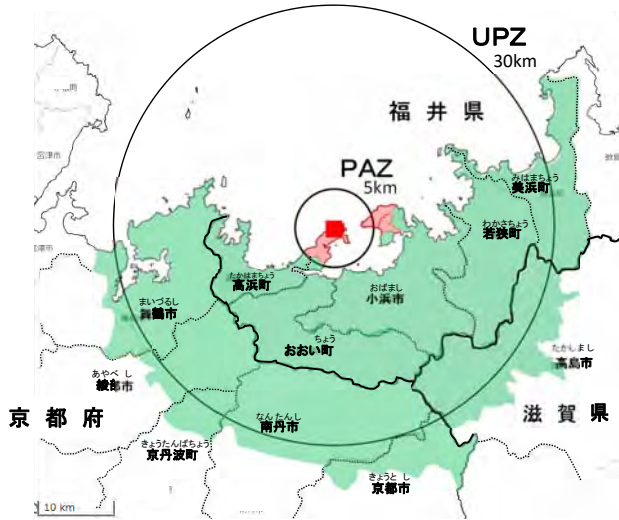 UPZ
30km
福井県
PAZ
5km
宮津市
みはまちょう
美浜町
わかさちょう
若狭町
たかはまちょう
高浜町
おばまし
小浜市
まいづるし
舞鶴市
ちょう
おおい町
たかしまし
高島市
あやべし
綾部市
京都府
なんたんし
南丹市
滋賀県
きょうたんばちょう
京丹波町
きょうとし
京都市
10 km